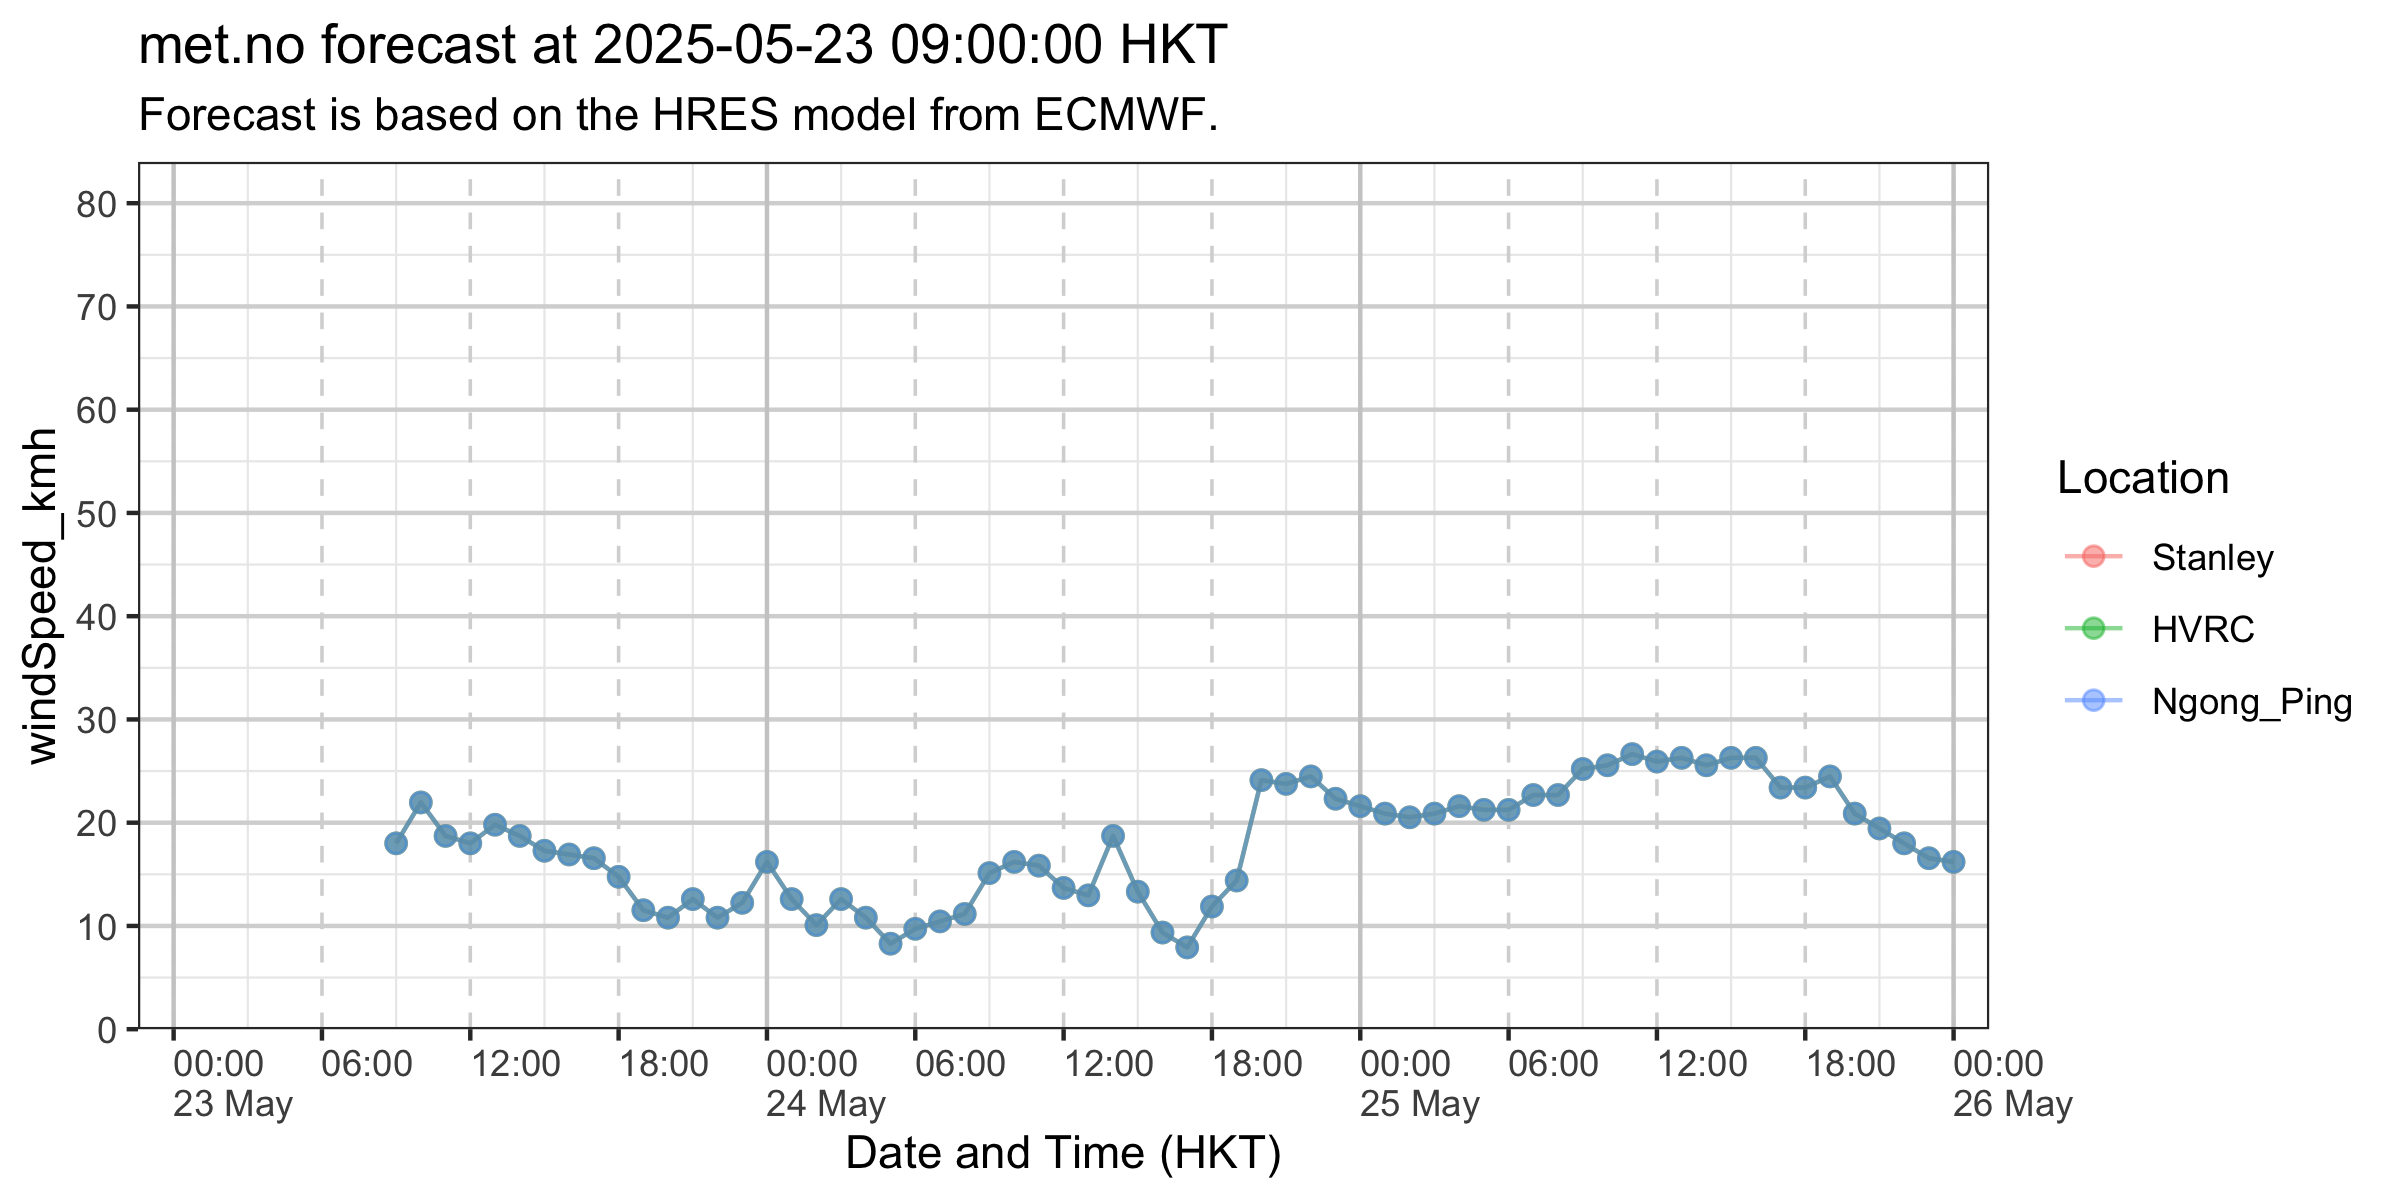 met.no forecast at 2025-05-23 09:00:00 HKT
Forecast is based on the HRES model from ECMWF.
windSpeed_kmh
80
70
60
50
40
30
20
10
0
00:00 06:00 12:00 18:00 00:00 06:00 12:00 18:00 00:00 06:00 12:00 18:00 00:00
23 May 24 May 25 May 26 May
Date and Time (HKT)
Location
Stanley
HVRC
Ngong_Ping